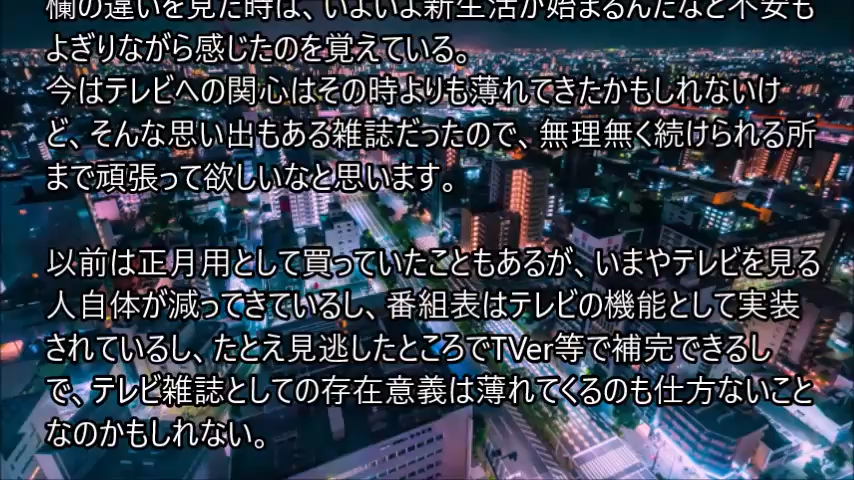 欄の違いを見た時は、いよいよ新生活が始まるんだなと不安も
よぎりながら感じたのを覚えている。
今はテレビへの関心はその時よりも薄れてきたかもしれないけ
ど、そんな思い出もある雑誌だったので、無理無く続けられる所
まで頑張って欲しいなと思います。
以前は正月用として買っていたこともあるが、いまやテレビを見る
人自体が減ってきているし、番組表はテレビの機能として実装
されているし、たとえ見逃したところでTVer等で補完できるし
で、テレビ雑誌としての存在意義は薄れてくるのも仕方ないこと
なのかもしれない。